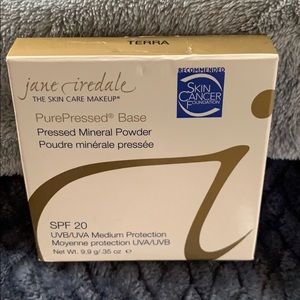 TERRA
jane iredale
THE SKIN CARE MAKEUP®
RECOMMENDED
SKIN
CANCER
FOUNDATION
PurePressed® Base
Pressed Mineral Powder
Poudre minérale pressée
SPF 20
UVB/UVA Medium Protection
Moyenne protection UVA/UVB
Net Wt. 9.9 g/.35 oz ℮